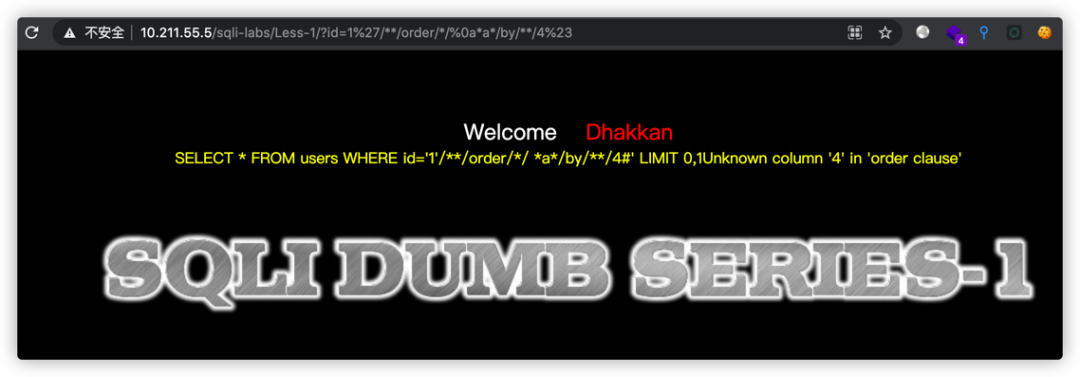 不安全 | 10.211.55.5/sqli-labs/Less-1/?id=1%27/**/order/*/%0a*a*/by/**/4%23
4
Welcome Dhakkan
SELECT * FROM users WHERE id='1'/**/order/*/ *a*/by/**/4#' LIMIT 0,1Unknown column '4' in 'order clause'
SQLI DUMB SERIES-1